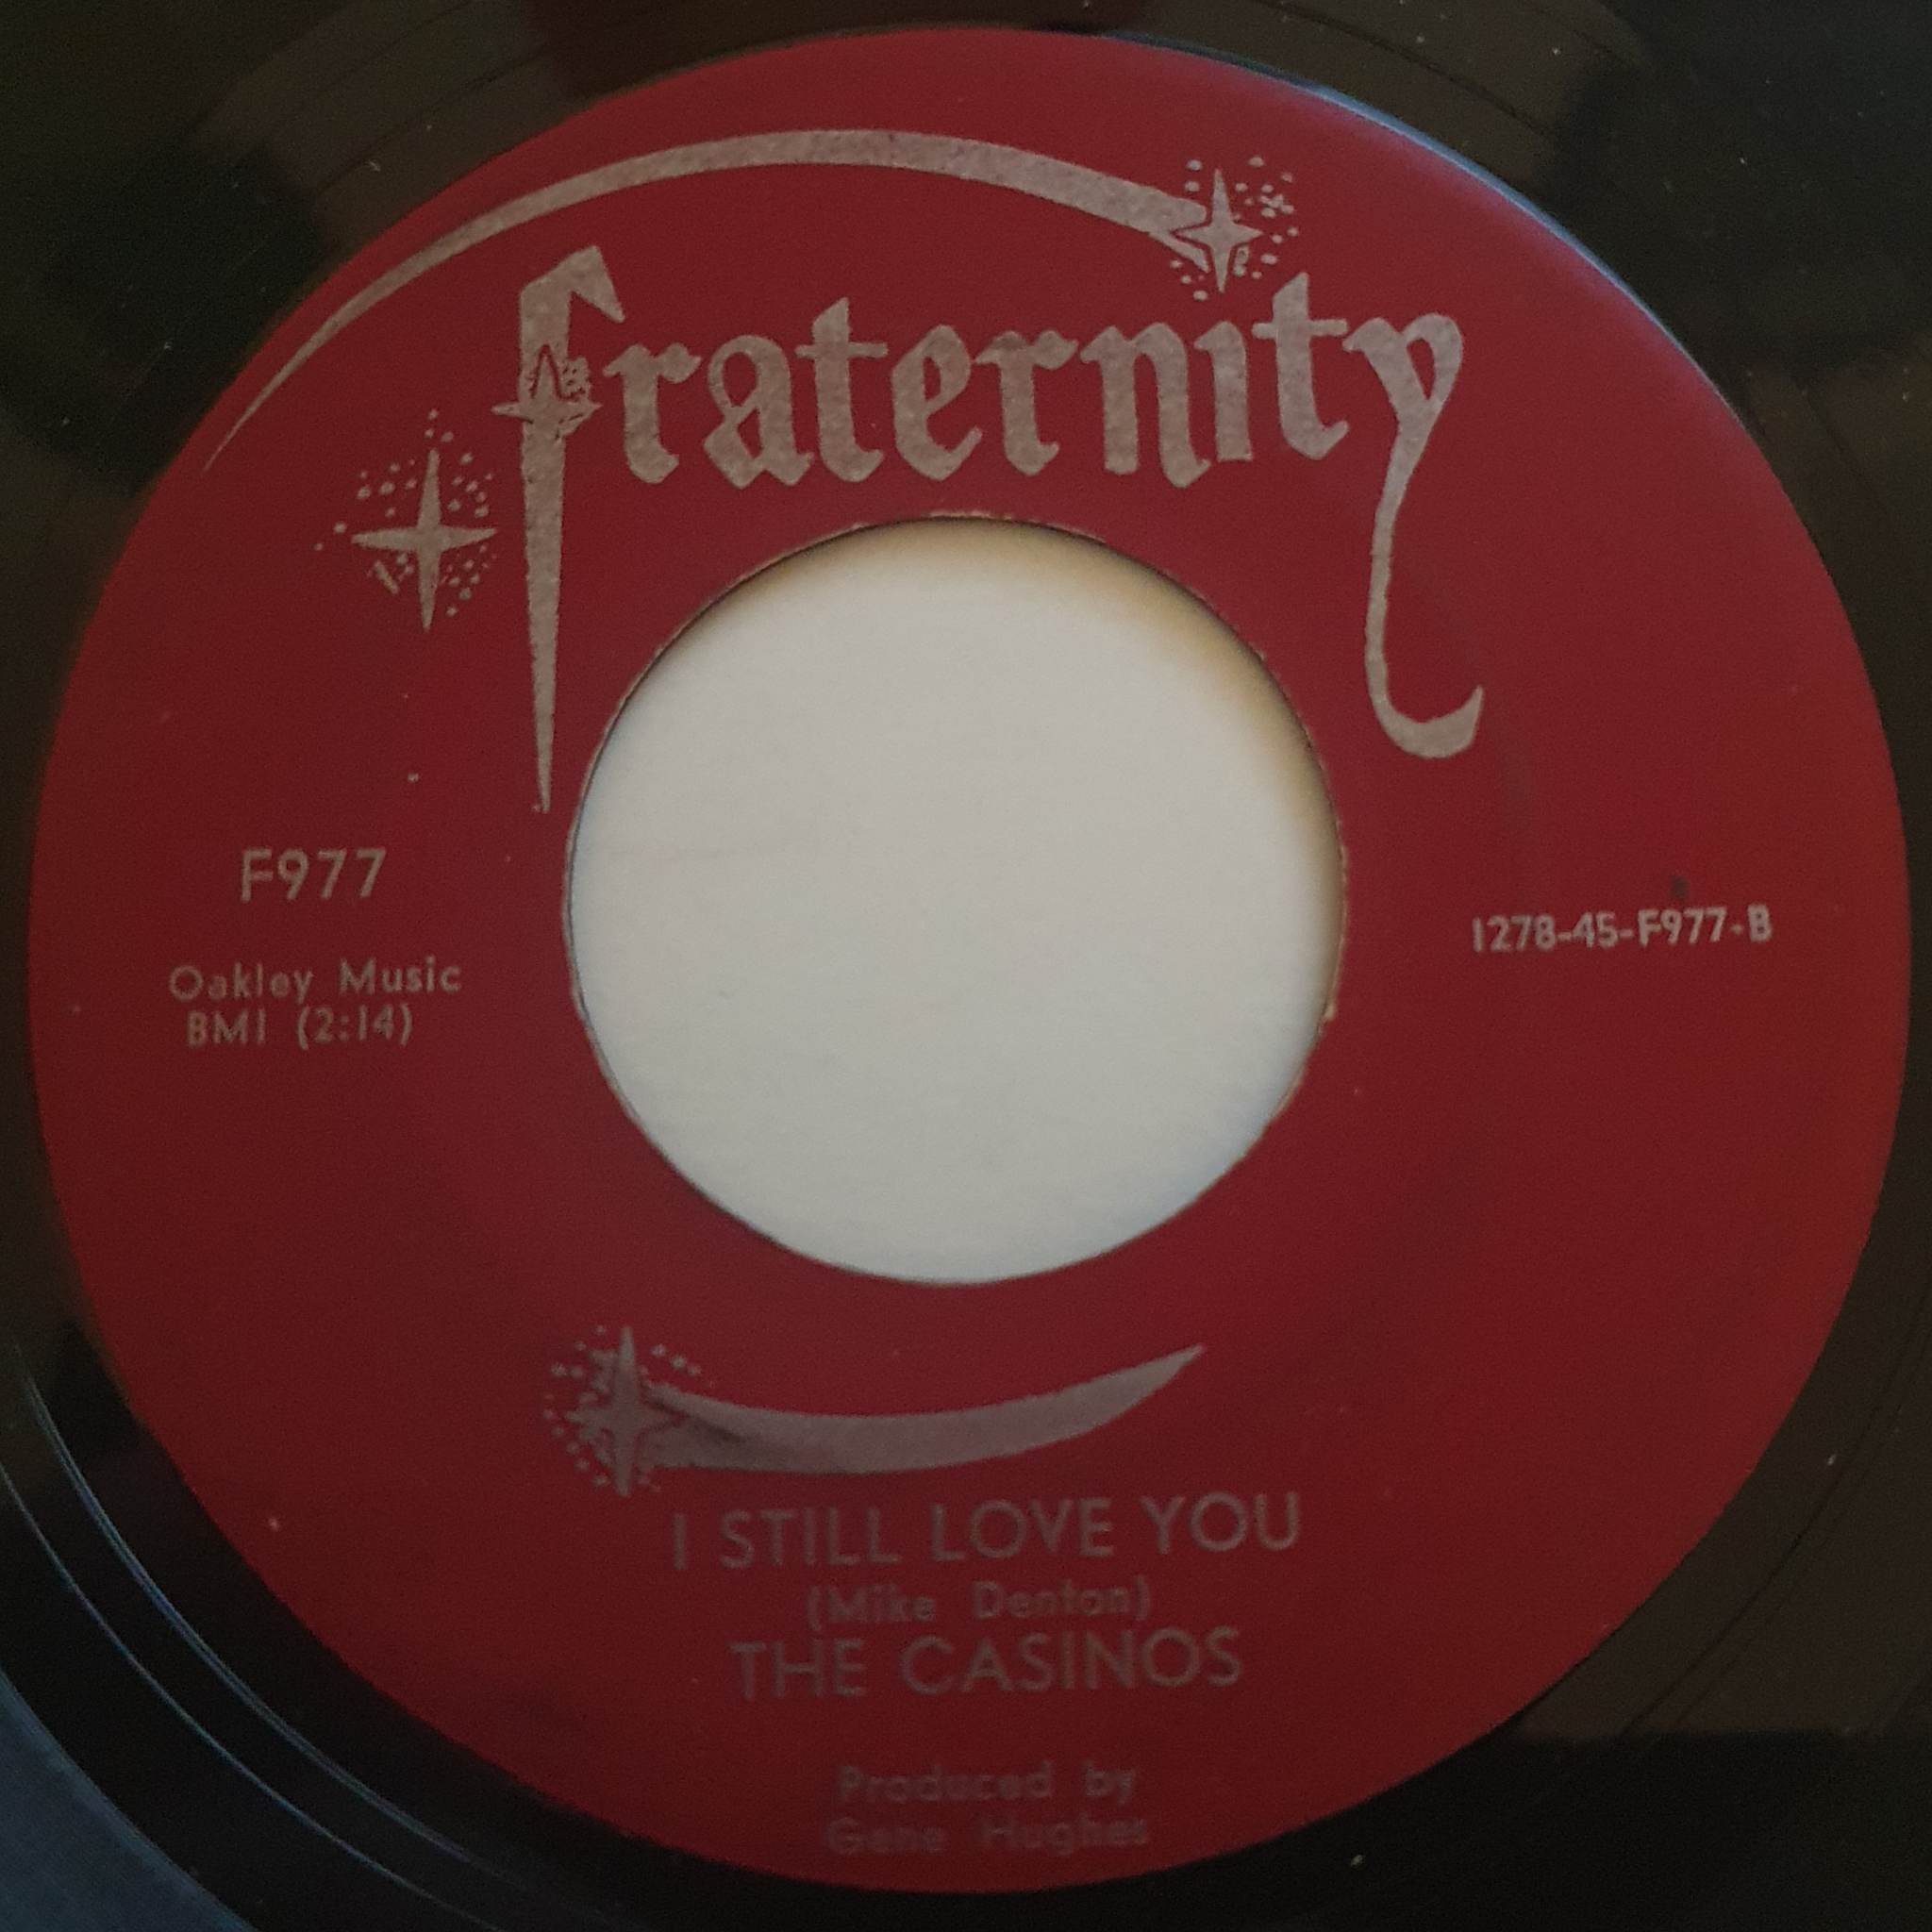 fraternity
F977
Oakley Music
BMI (2:14)
1278-45-F977-B
I STILL LOVE YOU
(Mike Denton)
THE CASINOS
Produced by
Gene Hughes